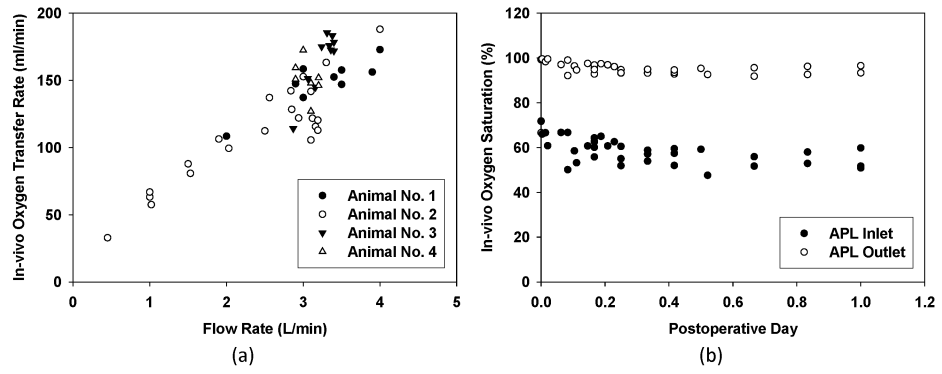 In-vivo Oxygen Transfer Rate (ml/min)
200
150
100
50
0
0 1 2 3 4 5
Flow Rate (L/min)
Animal No. 1
Animal No. 2
Animal No. 3
Animal No. 4
(a)
In-vivo Oxygen Saturation (%)
120
100
80
60
40
20
0
0.0 0.2 0.4 0.6 0.8 1.0 1.2
Postoperative Day
APL Inlet
APL Outlet
(b)